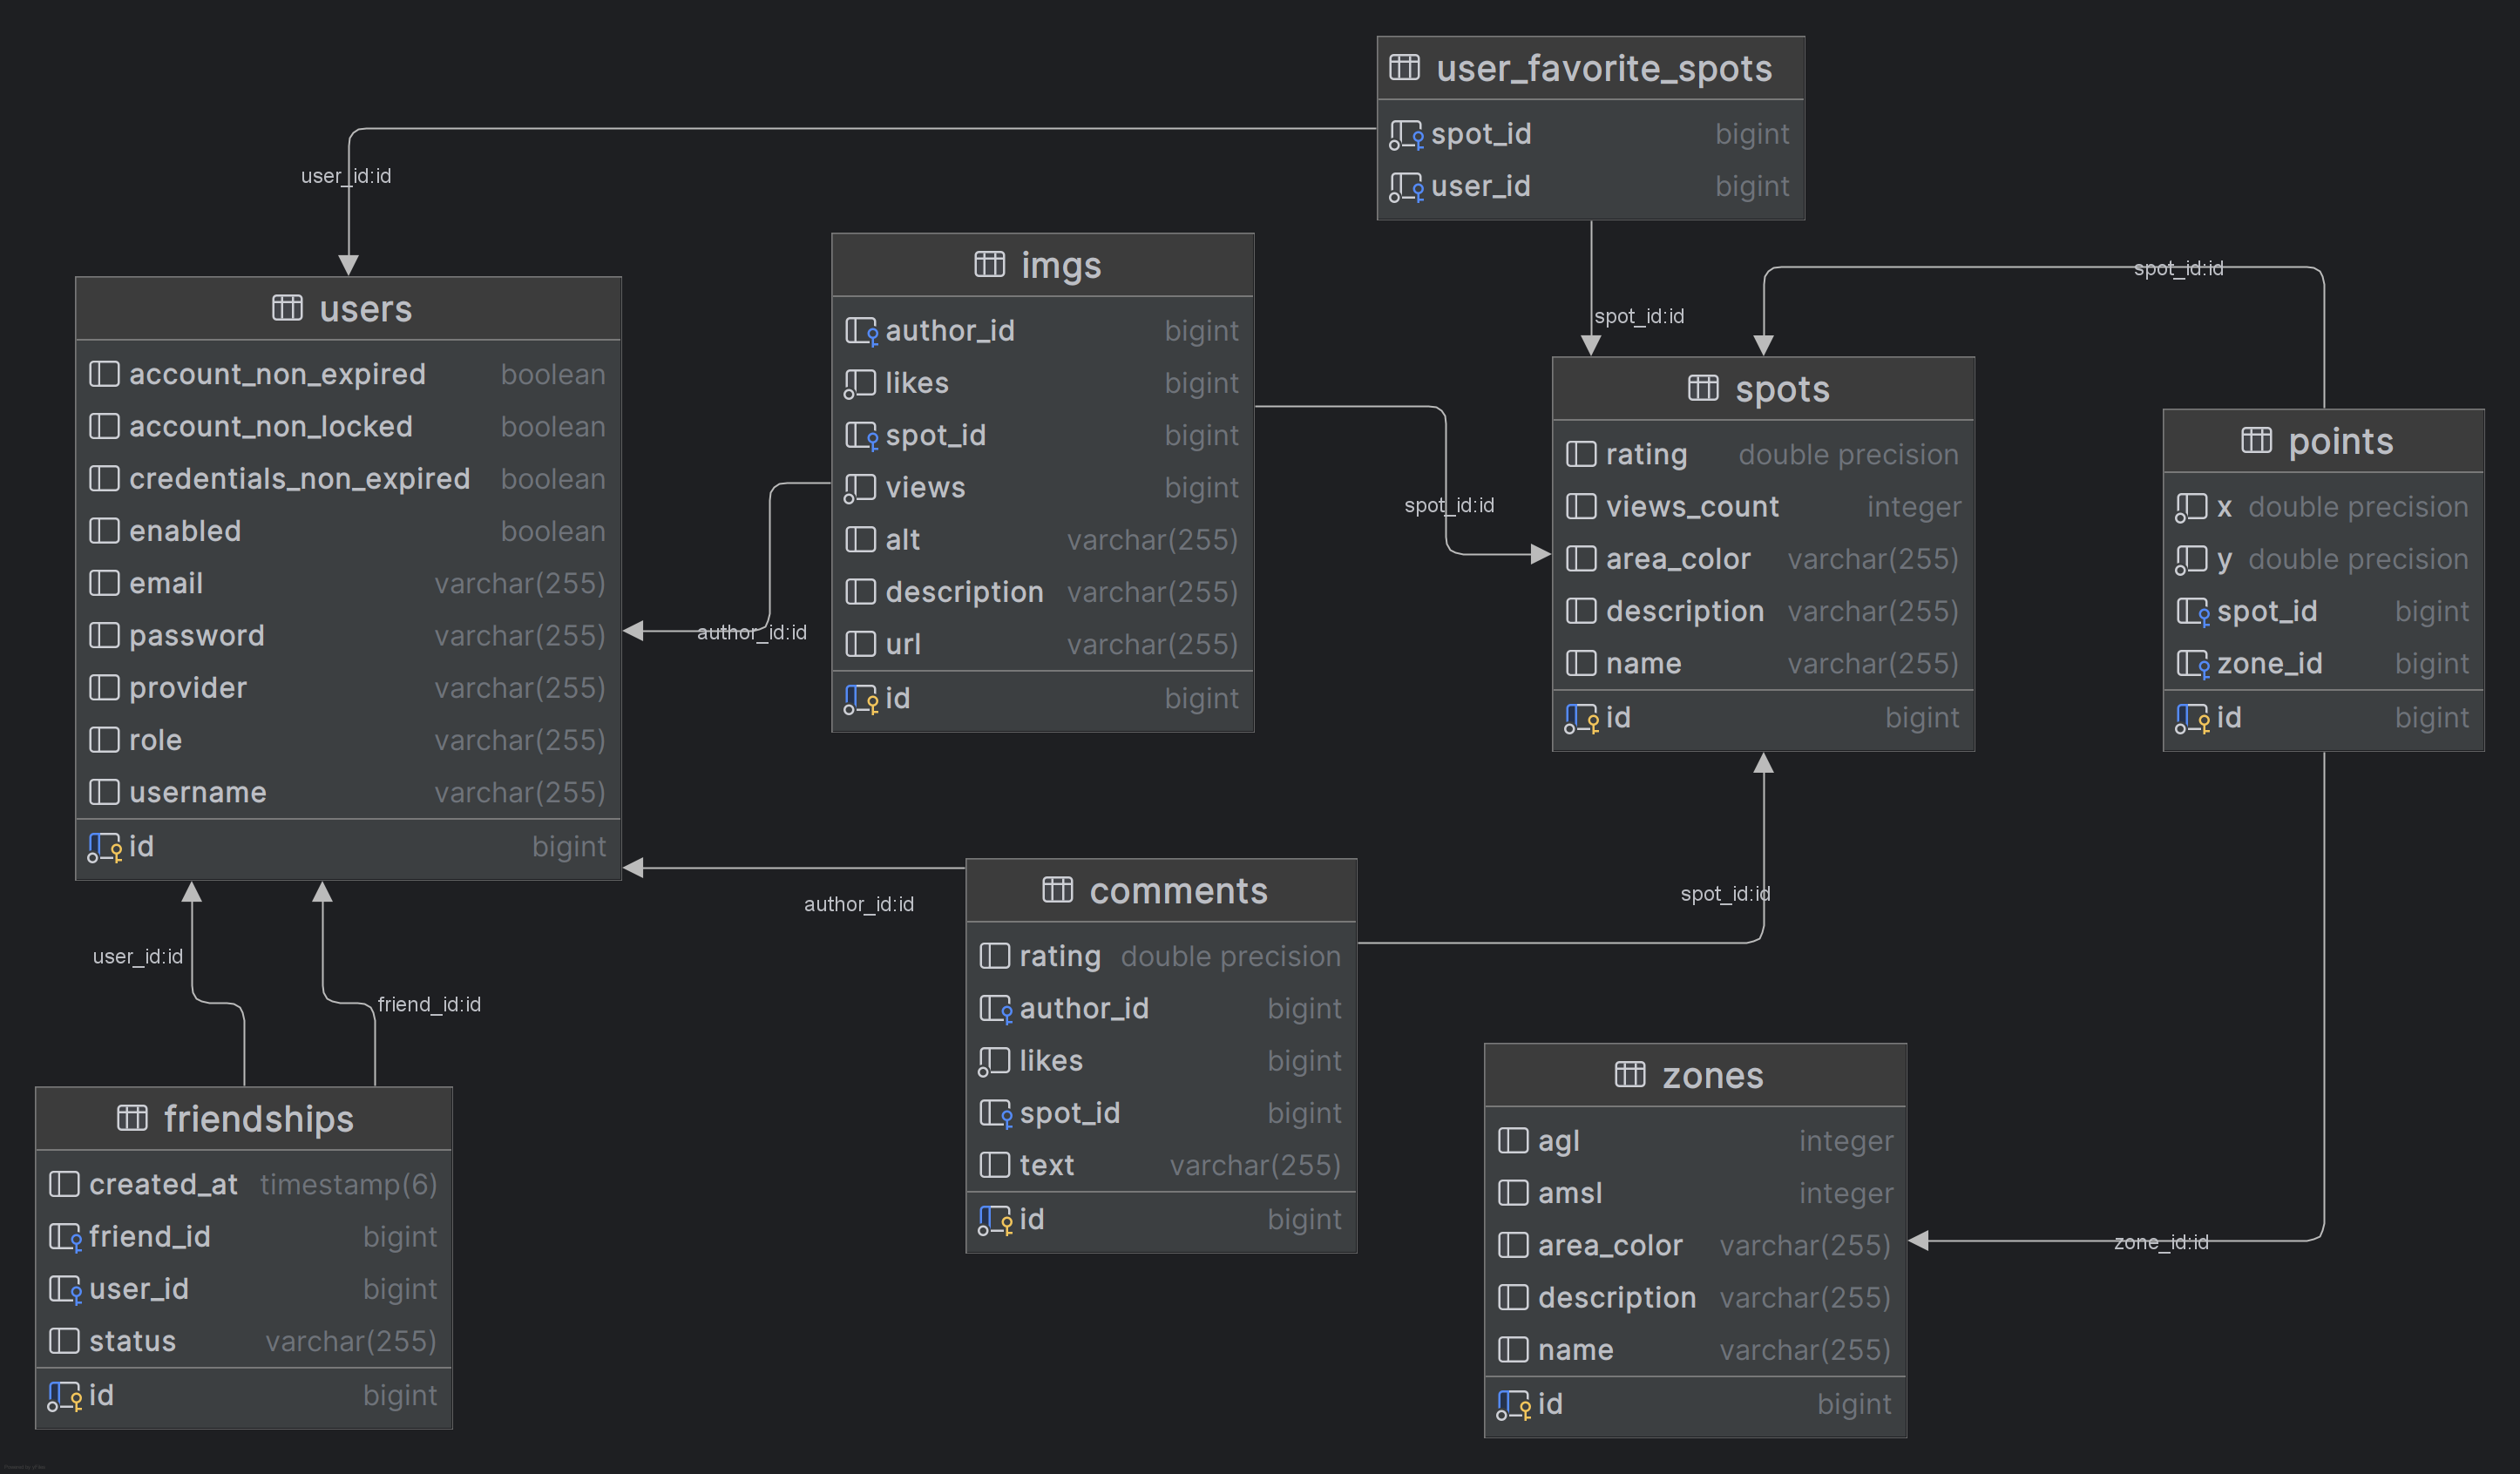 user_favorite_spots
spot_id bigint
user_id bigint
user_id:id
spot_id:id
spot_id:id
users
account_non_expired boolean
account_non_locked boolean
credentials_non_expired boolean
enabled boolean
email varchar(255)
password varchar(255)
provider varchar(255)
role varchar(255)
username varchar(255)
id bigint
imgs
author_id bigint
likes bigint
spot_id bigint
views bigint
alt varchar(255)
description varchar(255)
url varchar(255)
id bigint
author_id:id
spot_id:id
spots
rating double precision
views_count integer
area_color varchar(255)
description varchar(255)
name varchar(255)
id bigint
points
x double precision
y double precision
spot_id bigint
zone_id bigint
id bigint
author_id:id
spot_id:id
user_id:id
friend_id:id
comments
rating double precision
author_id bigint
likes bigint
spot_id bigint
text varchar(255)
id bigint
friendships
created_at timestamp(6)
friend_id bigint
user_id bigint
status varchar(255)
id bigint
zones
agl integer
amsl integer
area_color varchar(255)
description varchar(255)
name varchar(255)
id bigint
zone_id:id